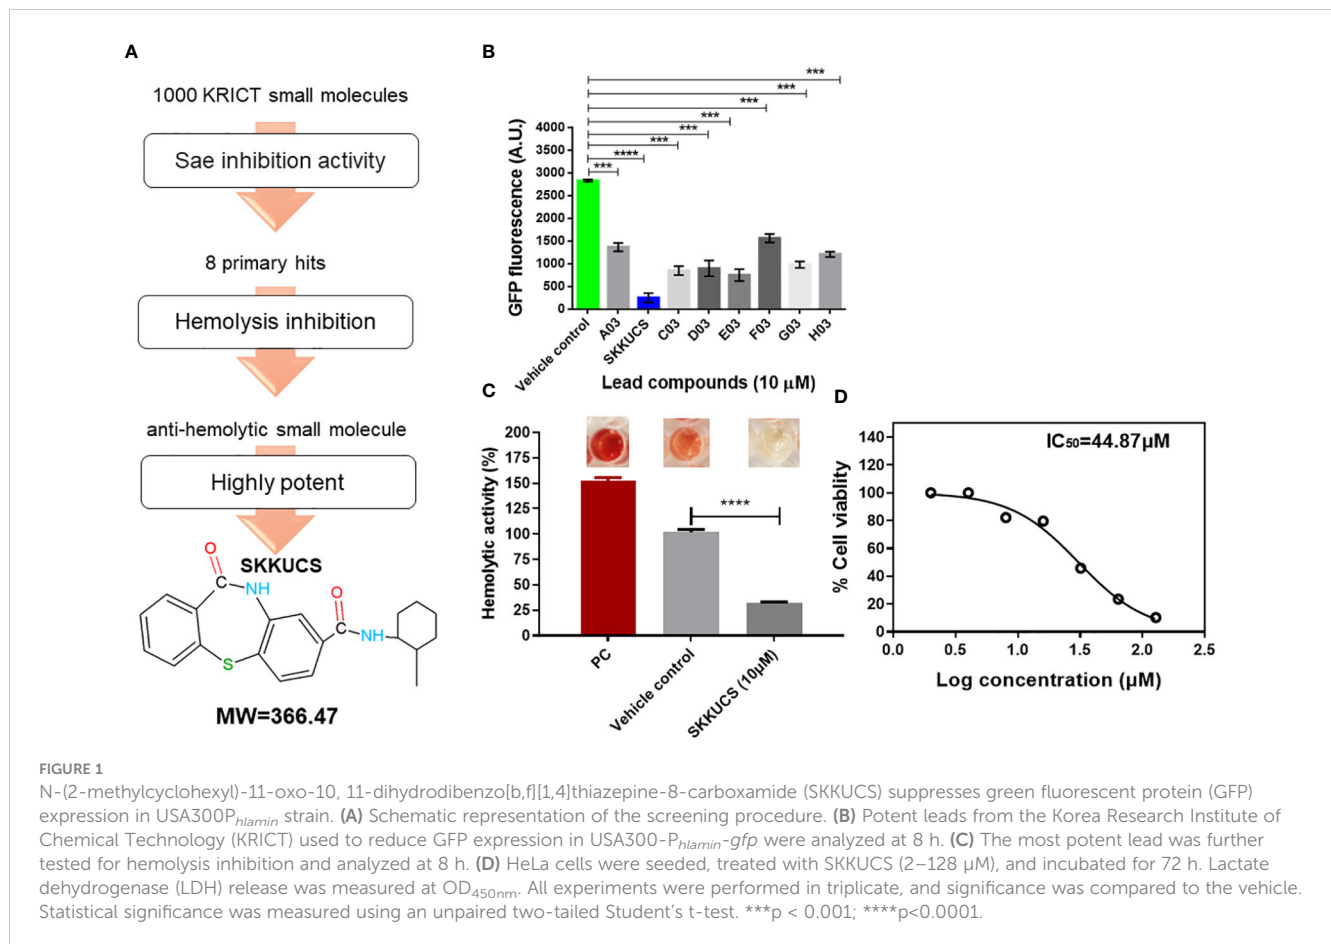 A
1000 KRICT small molecules
Sae inhibition activity
8 primary hits
Hemolysis inhibition
anti-hemolytic small molecule
Highly potent
SKKUCS
O
C
NH
O
C
NH
S
MW=366.47
B
***
***
***
***
***
***
****
***
GFP fluorescence (A.U.)
4000
3500
3000
2500
2000
1500
1000
500
0
Vehicle control
A03
SKKUCS
C03
D03
E03
F03
G03
H03
Lead compounds (10 µM)
C
Hemolytic activity (%)
200
175
150
125
100
75
50
25
0
****
PC
Vehicle control
SKKUCS (10µM)
D
IC₅₀=44.87µM
% Cell viablity
140
120
100
80
60
40
20
0
0.0
0.5
1.0
1.5
2.0
2.5
Log concentration (µM)
FIGURE 1
N-(2-methylcyclohexyl)-11-oxo-10, 11-dihydrodibenzo[b,f][1,4]thiazepine-8-carboxamide (SKKUCS) suppresses green fluorescent protein (GFP)
expression in USA300Phlamin strain. (A) Schematic representation of the screening procedure. (B) Potent leads from the Korea Research Institute of
Chemical Technology (KRICT) used to reduce GFP expression in USA300-Phlamin-gfp were analyzed at 8 h. (C) The most potent lead was further
tested for hemolysis inhibition and analyzed at 8 h. (D) HeLa cells were seeded, treated with SKKUCS (2–128 µM), and incubated for 72 h. Lactate
dehydrogenase (LDH) release was measured at OD450nm. All experiments were performed in triplicate, and significance was compared to the vehicle.
Statistical significance was measured using an unpaired two-tailed Student's t-test. ***p < 0.001; ****p<0.0001.